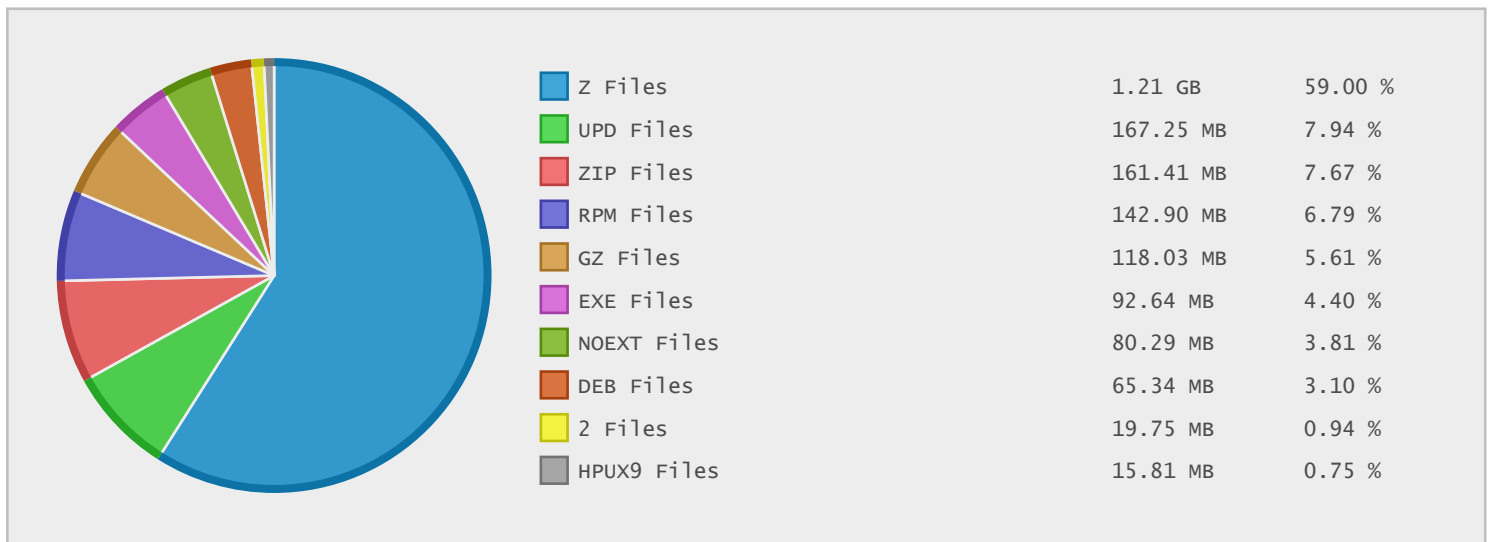 Z Files 1.21 GB 59.00 %
UPD Files 167.25 MB 7.94 %
ZIP Files 161.41 MB 7.67 %
RPM Files 142.90 MB 6.79 %
GZ Files 118.03 MB 5.61 %
EXE Files 92.64 MB 4.40 %
NOEXT Files 80.29 MB 3.81 %
DEB Files 65.34 MB 3.10 %
2 Files 19.75 MB 0.94 %
HPUX9 Files 15.81 MB 0.75 %